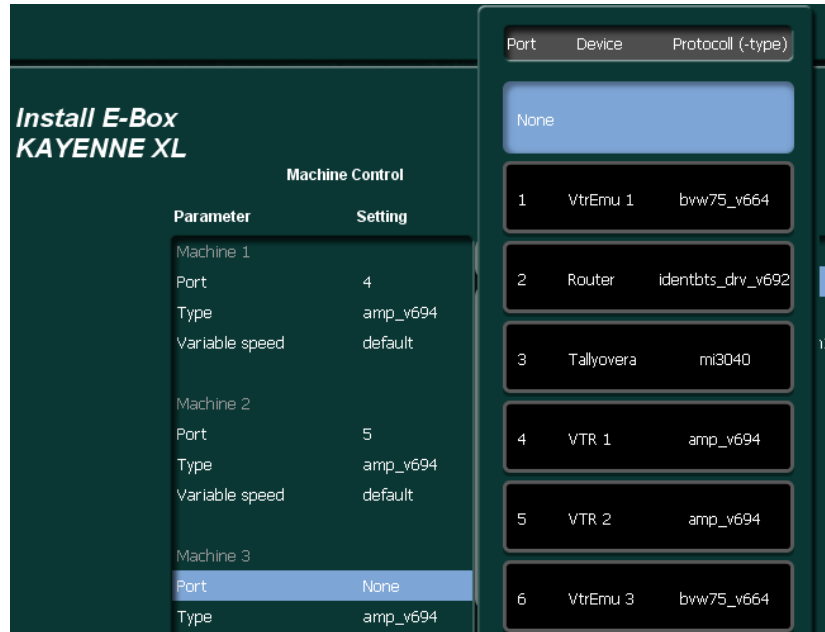 Install E-Box
KAYENNE XL
Machine Control
Parameter Setting
Machine 1
Port 4
Type amp_v694
Variable speed default
Machine 2
Port 5
Type amp_v694
Variable speed default
Machine 3
Port None
Type amp_v694
Port Device Protocoll (-type)
None
1 VtrEmu 1 bvw75_v664
2 Router identbts_drv_v692
3 Tallyovera mi3040
4 VTR 1 amp_v694
5 VTR 2 amp_v694
6 VtrEmu 3 bvw75_v664